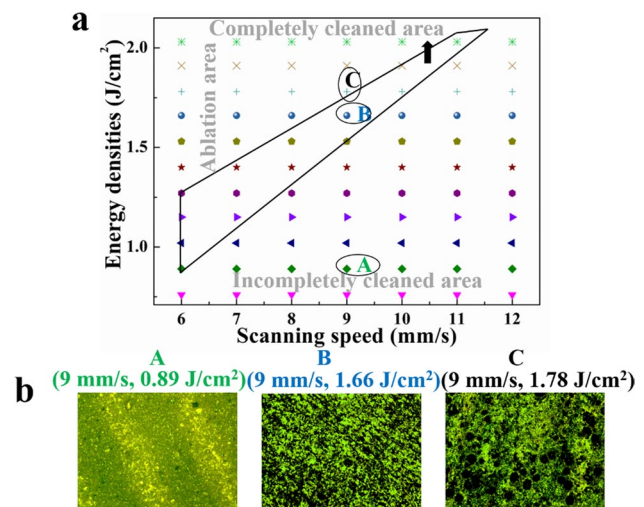 a
Completely cleaned area
Ablation area
Energy densities (J/cm²)
2.0
1.5
1.0
C
B
A
Incompletely cleaned area
6 7 8 9 10 11 12
Scanning speed (mm/s)
b
A B C
(9 mm/s, 0.89 J/cm²) (9 mm/s, 1.66 J/cm²) (9 mm/s, 1.78 J/cm²)